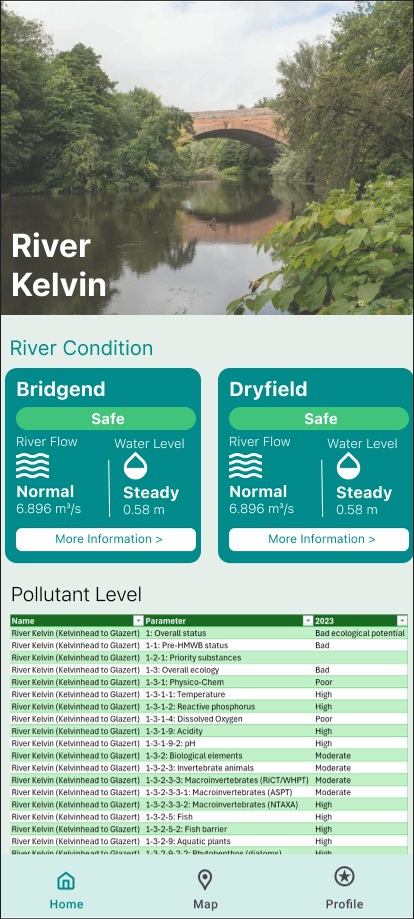 River
Kelvin
River Condition
Bridgend
Safe
River Flow Water Level
Normal Steady
6.896 m³/s 0.58 m
More Information >
Dryfield
Safe
River Flow Water Level
Normal Steady
6.896 m³/s 0.58 m
More Information >
Pollutant Level
Name Parameter 2023
River Kelvin (Kelvinhead to Glazert) 1: Overall status Bad ecological potential
River Kelvin (Kelvinhead to Glazert) 1-1: Pre-HMWB status Bad
River Kelvin (Kelvinhead to Glazert) 1-2-1: Priority substances
River Kelvin (Kelvinhead to Glazert) 1-3: Overall ecology Bad
River Kelvin (Kelvinhead to Glazert) 1-3-1: Physico-Chem Poor
River Kelvin (Kelvinhead to Glazert) 1-3-1-1: Temperature High
River Kelvin (Kelvinhead to Glazert) 1-3-1-2: Reactive phosphorus High
River Kelvin (Kelvinhead to Glazert) 1-3-1-4: Dissolved Oxygen Poor
River Kelvin (Kelvinhead to Glazert) 1-3-1-9: Acidity High
River Kelvin (Kelvinhead to Glazert) 1-3-1-9-2: pH High
River Kelvin (Kelvinhead to Glazert) 1-3-2: Biological elements Moderate
River Kelvin (Kelvinhead to Glazert) 1-3-2-3: Invertebrate animals Moderate
River Kelvin (Kelvinhead to Glazert) 1-3-2-3-3: Macroinvertebrates (RiCT/WHPT) Moderate
River Kelvin (Kelvinhead to Glazert) 1-3-2-3-3-1: Macroinvertebrates (ASPT) Moderate
River Kelvin (Kelvinhead to Glazert) 1-3-2-3-3-2: Macroinvertebrates (NTAXA) High
River Kelvin (Kelvinhead to Glazert) 1-3-2-5: Fish High
River Kelvin (Kelvinhead to Glazert) 1-3-2-5-2: Fish barrier High
River Kelvin (Kelvinhead to Glazert) 1-3-2-9: Aquatic plants High
River Kelvin (Kelvinhead to Glazert) 1-3-2-9-2-2: Phytobenthos (diatoms) High
Home Map Profile